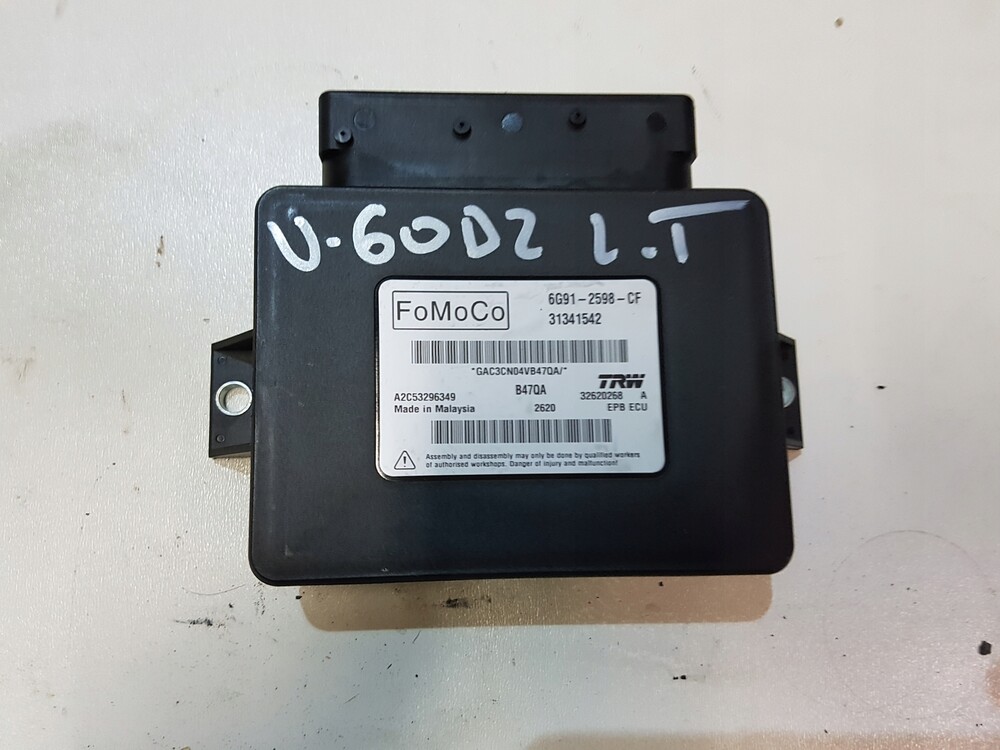 V-60D2 L.T
FoMoCo
6G91-2598-CF
31341542
*GAC3CN04VB47QA/*
B47QA
TRW
A2C53296349
32620268 A
Made in Malaysia
2620
EPB ECU
Assembly and disassembly may only be done by qualified workers
of authorised workshops. Danger of injury and malfunction!